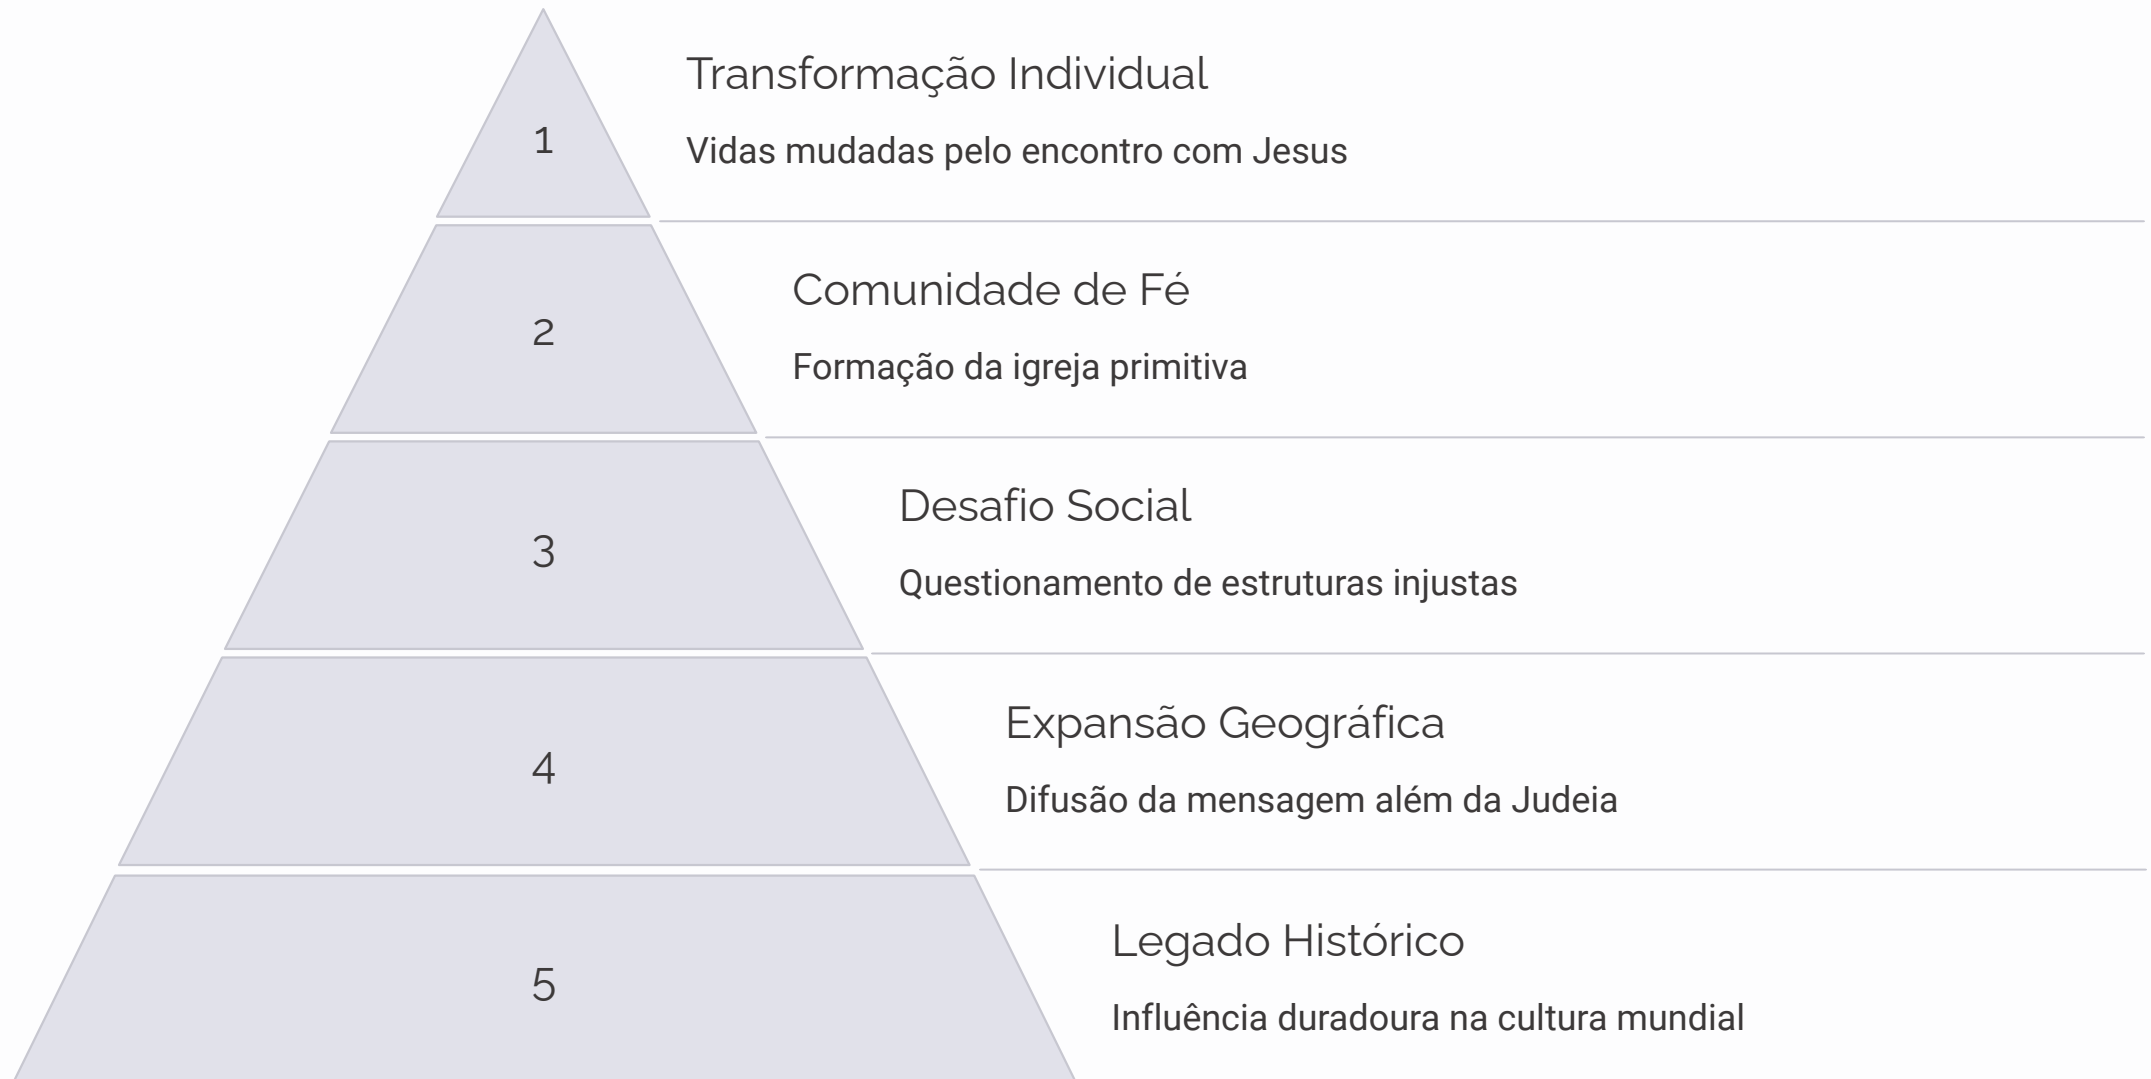 1
Transformação Individual
Vidas mudadas pelo encontro com Jesus
2
Comunidade de Fé
Formação da igreja primitiva
3
Desafio Social
Questionamento de estruturas injustas
4
Expansão Geográfica
Difusão da mensagem além da Judeia
5
Legado Histórico
Influência duradoura na cultura mundial